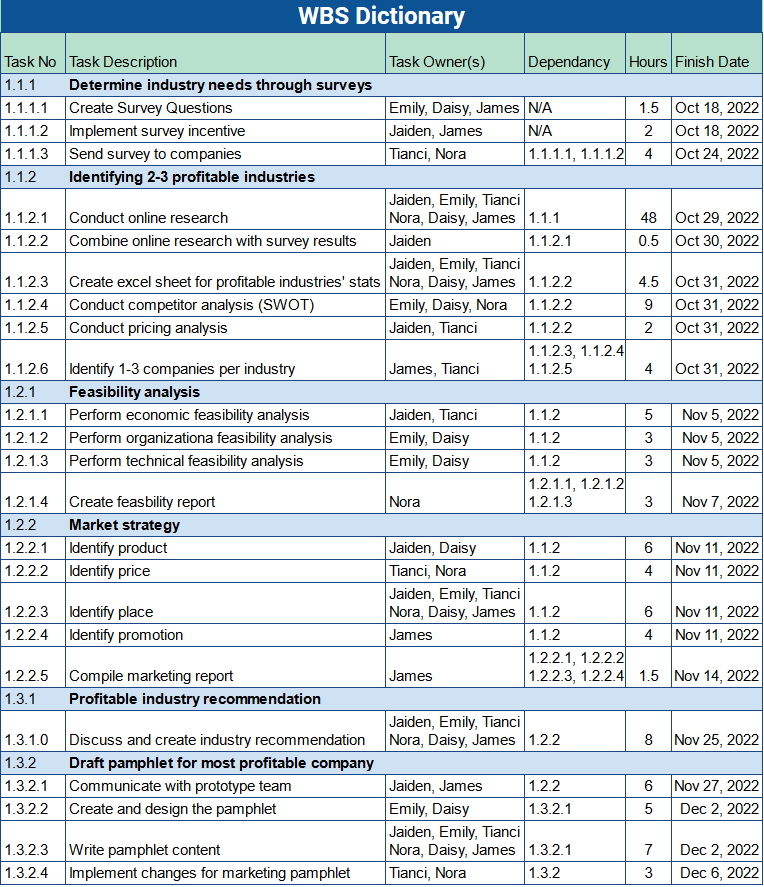 WBS Dictionary
Task No Task Description Task Owner(s) Dependancy Hours Finish Date
1.1.1 Determine industry needs through surveys
1.1.1.1 Create Survey Questions Emily, Daisy, James N/A 1.5 Oct 18, 2022
1.1.1.2 Implement survey incentive Jaiden, James N/A 2 Oct 18, 2022
1.1.1.3 Send survey to companies Tianci, Nora 1.1.1.1, 1.1.1.2 4 Oct 24, 2022
1.1.2 Identifying 2-3 profitable industries
Jaiden, Emily, Tianci
1.1.2.1 Conduct online research Nora, Daisy, James 1.1.1 48 Oct 29, 2022
1.1.2.2 Combine online research with survey results Jaiden 1.1.2.1 0.5 Oct 30, 2022
Jaiden, Emily, Tianci
1.1.2.3 Create excel sheet for profitable industries' stats Nora, Daisy, James 1.1.2.2 4.5 Oct 31, 2022
1.1.2.4 Conduct competitor analysis (SWOT) Emily, Daisy, Nora 1.1.2.2 9 Oct 31, 2022
1.1.2.5 Conduct pricing analysis Jaiden, Tianci 1.1.2.2 2 Oct 31, 2022
1.1.2.3, 1.1.2.4
1.1.2.6 Identify 1-3 companies per industry James, Tianci 1.1.2.5 4 Oct 31, 2022
1.2.1 Feasibility analysis
1.2.1.1 Perform economic feasibility analysis Jaiden, Tianci 1.1.2 5 Nov 5, 2022
1.2.1.2 Perform organizationa feasibility analysis Emily, Daisy 1.1.2 3 Nov 5, 2022
1.2.1.3 Perform technical feasibility analysis Emily, Daisy 1.1.2 3 Nov 5, 2022
1.2.1.1, 1.2.1.2
1.2.1.4 Create feasbility report Nora 1.2.1.3 3 Nov 7, 2022
1.2.2 Market strategy
1.2.2.1 Identify product Jaiden, Daisy 1.1.2 6 Nov 11, 2022
1.2.2.2 Identify price Tianci, Nora 1.1.2 4 Nov 11, 2022
Jaiden, Emily, Tianci
1.2.2.3 Identify place Nora, Daisy, James 1.1.2 6 Nov 11, 2022
1.2.2.4 Identify promotion James 1.1.2 4 Nov 11, 2022
1.2.2.1, 1.2.2.2
1.2.2.5 Compile marketing report James 1.2.2.3, 1.2.2.4 1.5 Nov 14, 2022
1.3.1 Profitable industry recommendation
Jaiden, Emily, Tianci
1.3.1.0 Discuss and create industry recommendation Nora, Daisy, James 1.2.2 8 Nov 25, 2022
1.3.2 Draft pamphlet for most profitable company
1.3.2.1 Communicate with prototype team Jaiden, James 1.2.2 6 Nov 27, 2022
1.3.2.2 Create and design the pamphlet Emily, Daisy 1.3.2.1 5 Dec 2, 2022
Jaiden, Emily, Tianci
1.3.2.3 Write pamphlet content Nora, Daisy, James 1.3.2.1 7 Dec 2, 2022
1.3.2.4 Implement changes for marketing pamphlet Tianci, Nora 1.3.2 3 Dec 6, 2022